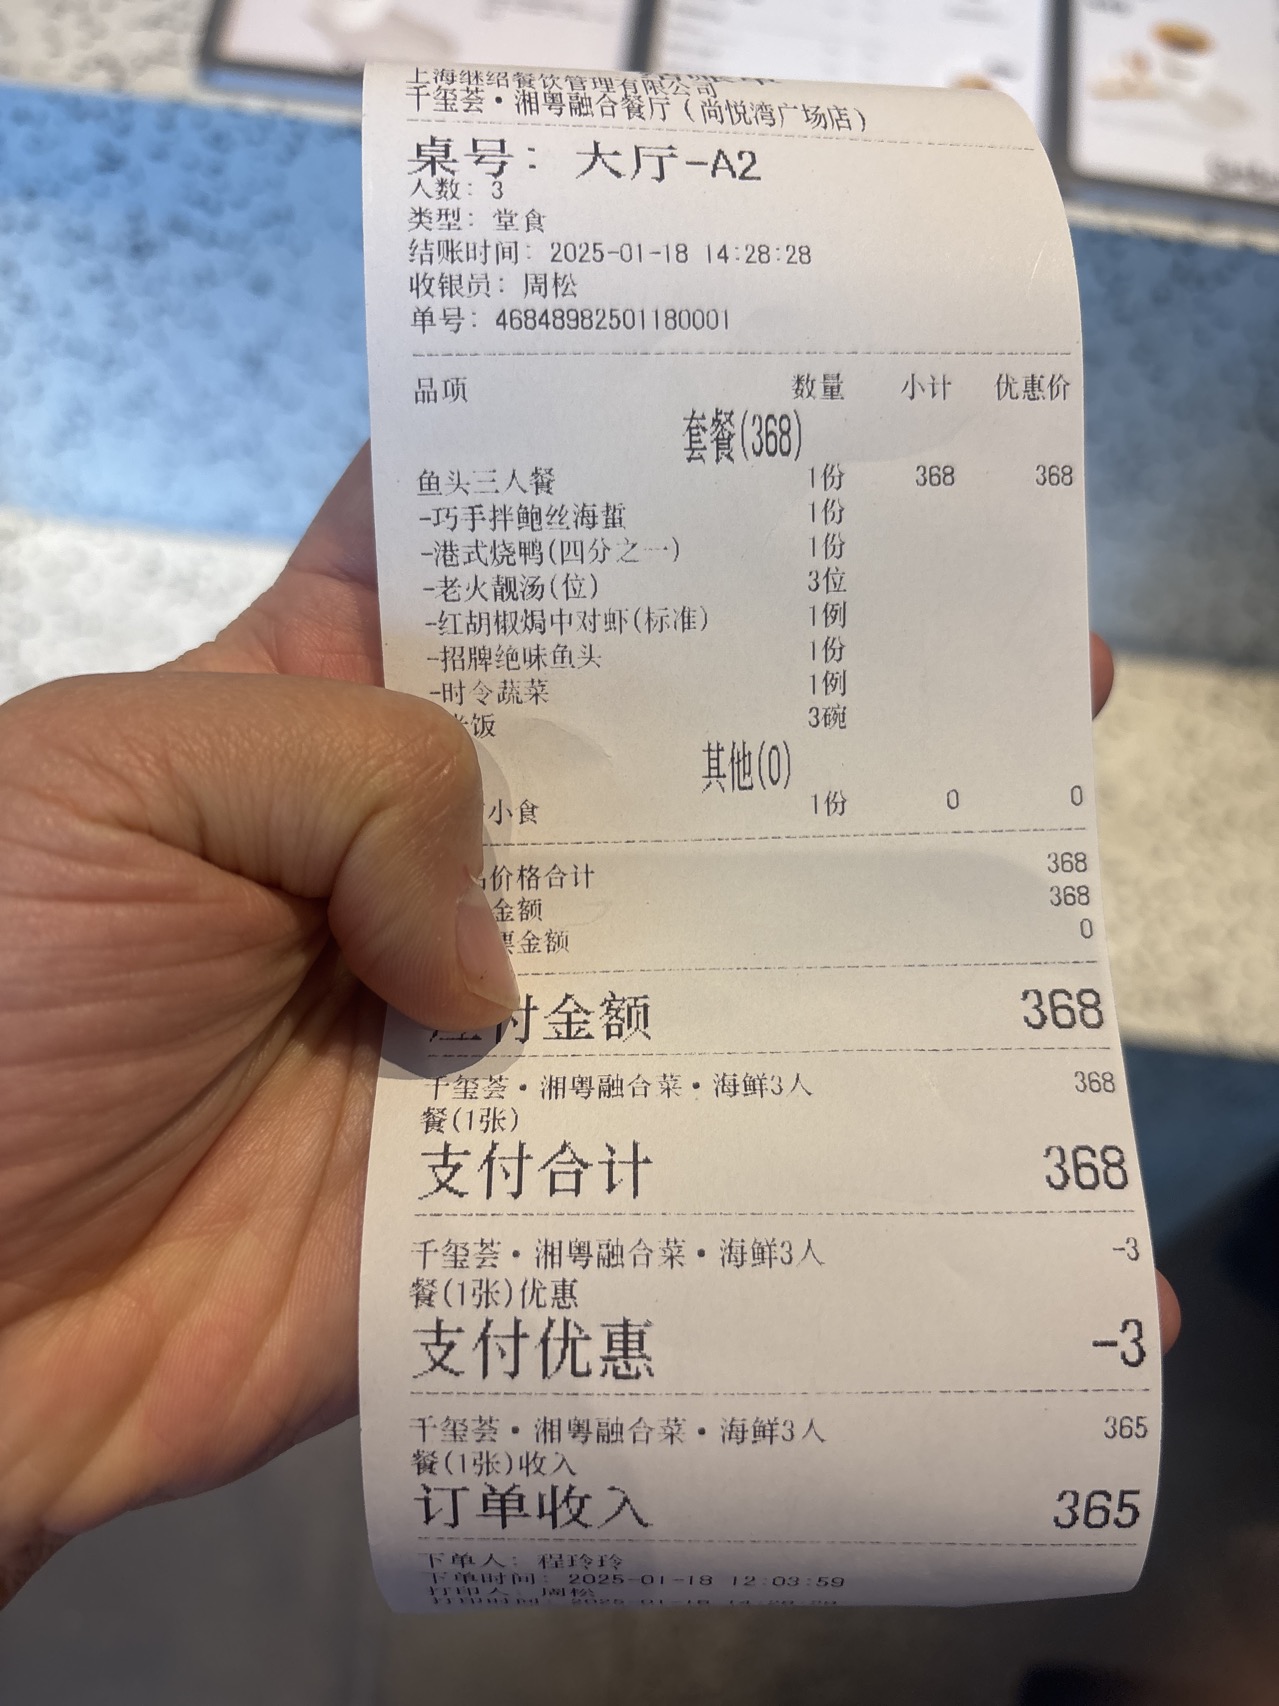 上海继绍餐饮管理有限公司
千玺荟·湘粤融合餐厅(尚悦湾广场店)
桌号: 大厅-A2
人数: 3
类型: 堂食
结账时间: 2025-01-18 14:28:28
收银员: 周松
单号: 46848982501180001
品项 数量 小计 优惠价
套餐(368)
鱼头三人餐 1份 368 368
-巧手拌鲍丝海蜇 1份
-港式烧鸭(四分之一) 1份
-老火靓汤(位) 3位
-红胡椒焗中对虾(标准) 1例
-招牌绝味鱼头 1份
-时令蔬菜 1例
饭 3碗
其他(0)
小食 1份 0 0
价格合计 368
金额 368
票金额 0
应付金额 368
千玺荟·湘粤融合菜·海鲜3人 368
餐(1张)
支付合计 368
千玺荟·湘粤融合菜·海鲜3人 -3
餐(1张)优惠
支付优惠 -3
千玺荟·湘粤融合菜·海鲜3人 365
餐(1张)收入
订单收入 365
下单人: 程玲玲
下单时间: 2025-01-18 12:03:59
打印人: 周松
打印时间: 2025-01-18 14:28:29